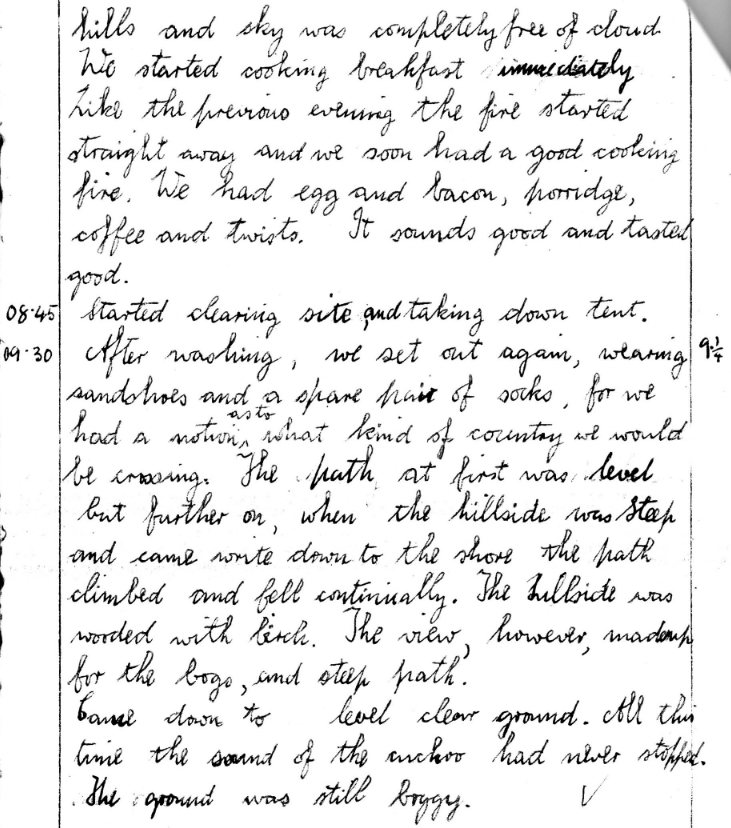 hills and sky was completely free of cloud
We started cooking breakfast immediately
Like the previous evening the fire started
straight away and we soon had a good cooking
fire. We had egg and bacon, porridge,
coffee and twists. It sounds good and tasted
good.
08·45 Started clearing site and taking down tent.
09·30 After washing, we set out again, wearing 9¼
sandshoes and a spare pair of socks, for we
had a notion, as to what kind of country we would
be crossing. The path at first was level
but further on, when the hillside was steep
and came write down to the shore the path
climbed and fell continually. The hillside was
wooded with birch. The view, however, made up
for the bogs, and steep path.
Came down to level clear ground. All this
time the sound of the cuckoo had never stopped.
The ground was still boggy.